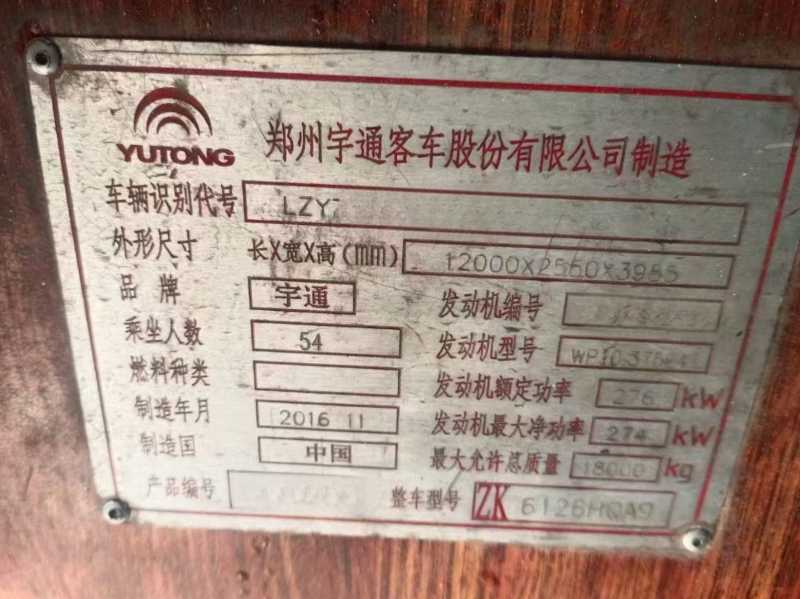 YUTONG 郑州宇通客车股份有限公司制造
车辆识别代号 LZY
外形尺寸 长X宽X高(mm) 12000X2550X3955
品牌 宇通 发动机编号
乘坐人数 54 发动机型号
燃料种类 发动机额定功率 276 kW
制造年月 2016 11 发动机最大净功率 274 kW
制造国 中国 最大允许总质量 18000 kg
产品编号 整车型号 ZK 6126HQA9